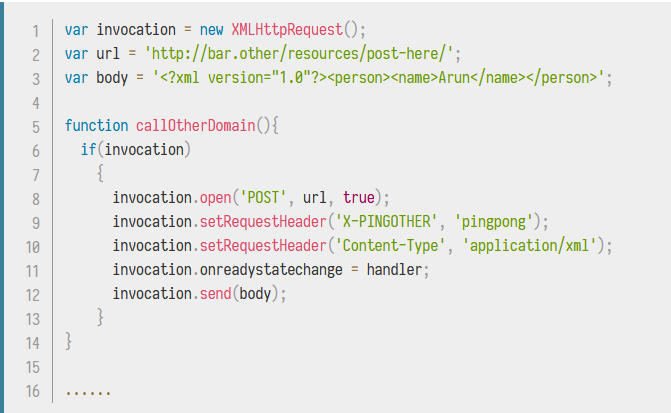 1 var invocation = new XMLHttpRequest();
2 var url = 'http://bar.other/resources/post-here/';
3 var body = '<?xml version="1.0"?><person><name>Arun</name></person>';
4
5 function callOtherDomain(){
6   if(invocation)
7     {
8       invocation.open('POST', url, true);
9       invocation.setRequestHeader('X-PINGOTHER', 'pingpong');
10       invocation.setRequestHeader('Content-Type', 'application/xml');
11       invocation.onreadystatechange = handler;
12       invocation.send(body);
13     }
14 }
15
16 ......